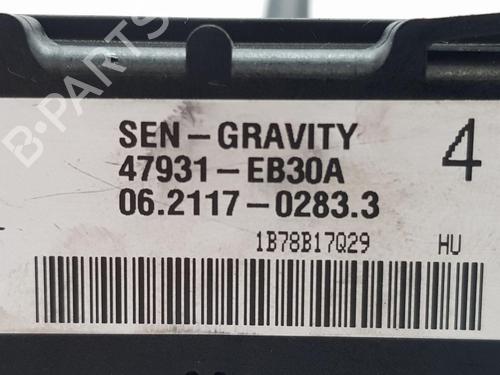 B-PARTS
SEN-GRAVITY
47931-EB30A
06.2117-0283.3
4
1B78B17Q29 HU